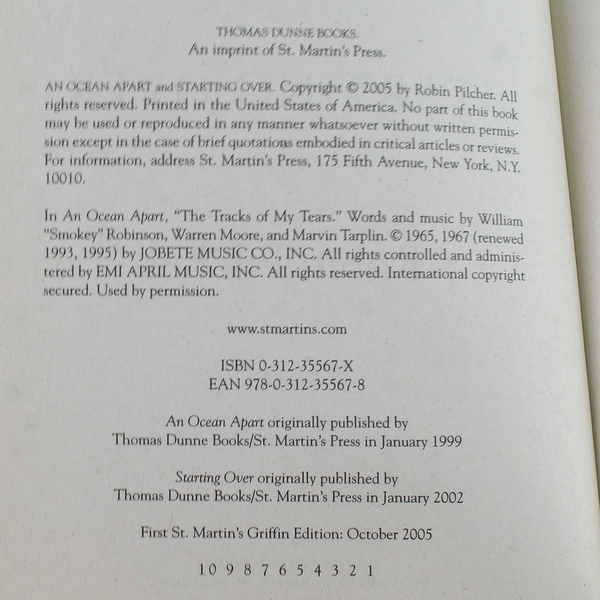 THOMAS DUNNE BOOKS.
An imprint of St. Martin's Press.
AN OCEAN APART and STARTING OVER. Copyright © 2005 by Robin Pilcher. All
rights reserved. Printed in the United States of America. No part of this book
may be used or reproduced in any manner whatsoever without written permis-
sion except in the case of brief quotations embodied in critical articles or reviews.
For information, address St. Martin's Press, 175 Fifth Avenue, New York, N.Y.
10010.
In An Ocean Apart, "The Tracks of My Tears." Words and music by William
"Smokey" Robinson, Warren Moore, and Marvin Tarplin. © 1965, 1967 (renewed
1993, 1995) by JOBETE MUSIC CO., INC. All rights controlled and adminis-
tered by EMI APRIL MUSIC, INC. All rights reserved. International copyright
secured. Used by permission.
www.stmartins.com
ISBN 0-312-35567-X
EAN 978-0-312-35567-8
An Ocean Apart originally published by
Thomas Dunne Books/St. Martin's Press in January 1999
Starting Over originally published by
Thomas Dunne Books/St. Martin's Press in January 2002
First St. Martin's Griffin Edition: October 2005
10 9 8 7 6 5 4 3 2 1